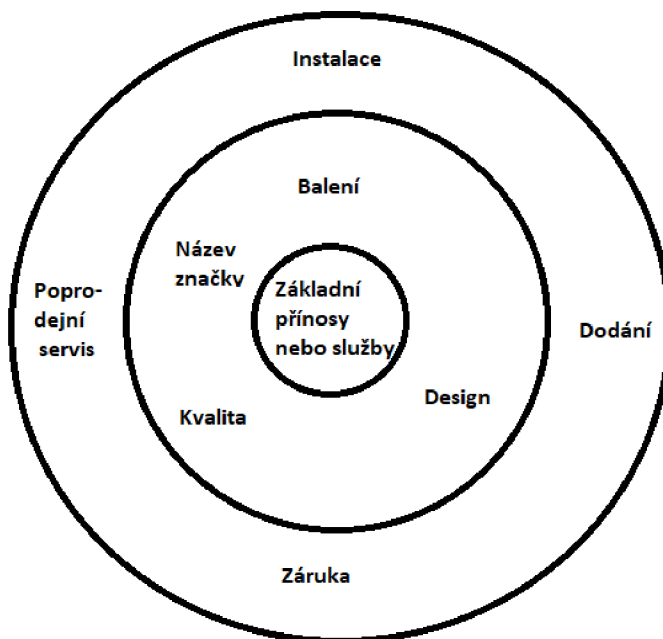 Instalace
Balení
Název
značky
Popro-
dejní
servis
Základní
přínosy
nebo služby
Dodání
Design
Kvalita
Záruka